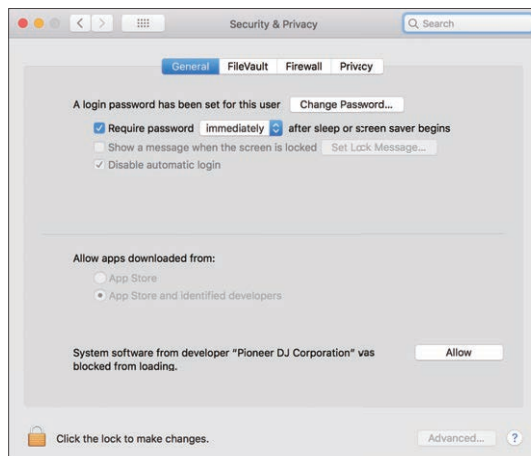 Security & Privacy
Search
General FileVault Firewall Privacy
A login password has been set for this user Change Password...
Require password immediately after sleep or screen saver begins
Show a message when the screen is locked Set Lock Message...
Disable automatic login
Allow apps downloaded from:
App Store
App Store and identified developers
System software from developer "Pioneer DJ Corporation" was Allow
blocked from loading.
Click the lock to make changes. Advanced... ?